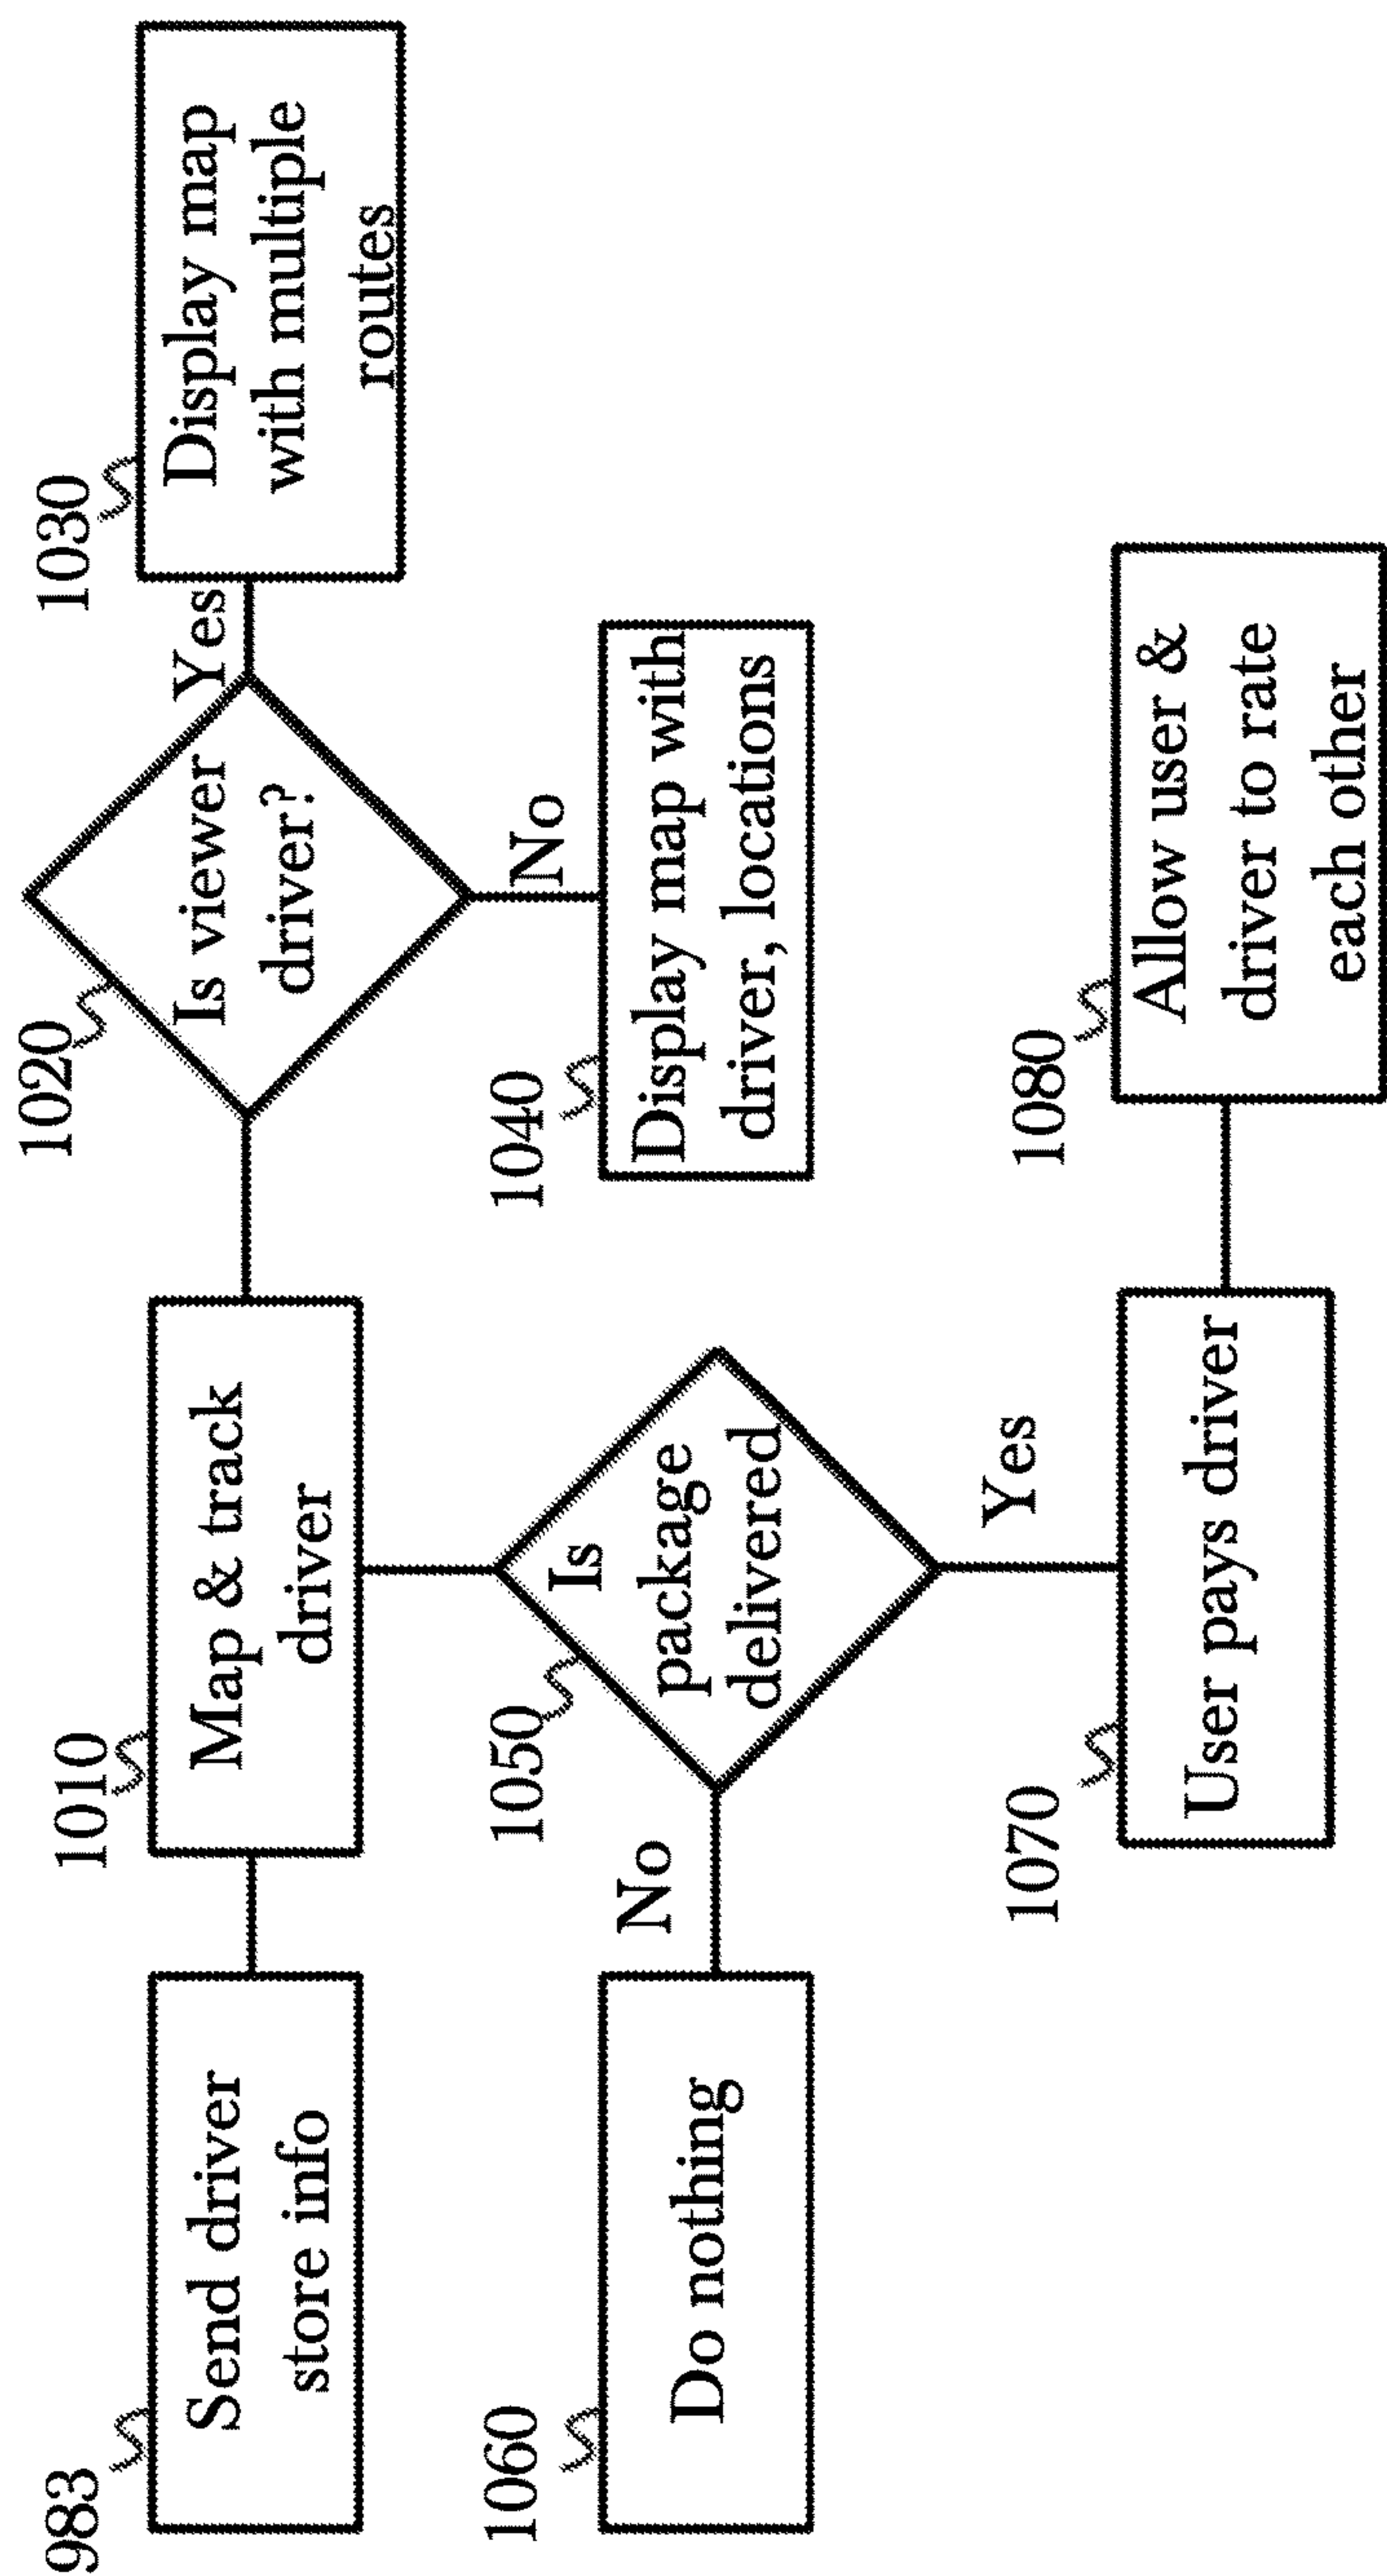 983
Send driver
store info
1010
Map & track
driver
1020
Is viewer
driver?
Yes
1030
Display map
with multiple
routes
No
1040
Display map with
driver, locations
1050
Is
package
delivered
No
1060
Do nothing
Yes
1070
User pays driver
1080
Allow user &
driver to rate
each other